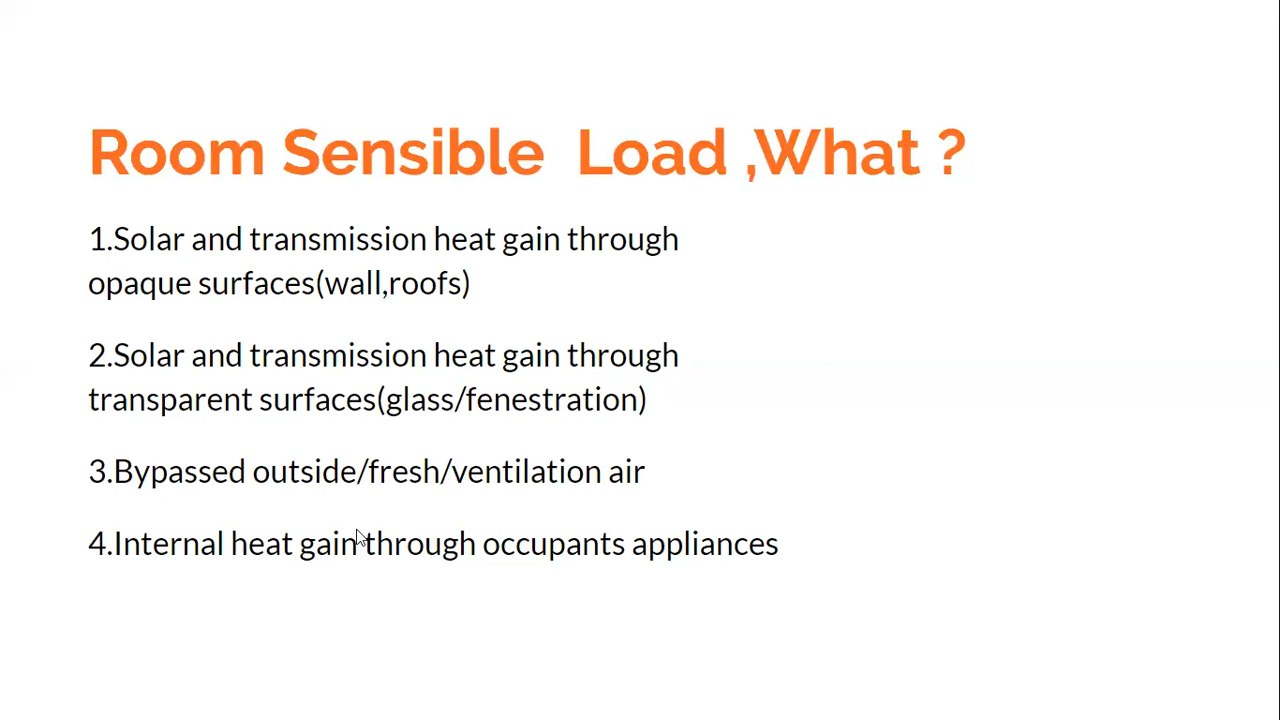 Room Sensible  Load ,What ?
1.Solar and transmission heat gain through
opaque surfaces(wall,roofs)
2.Solar and transmission heat gain through
transparent surfaces(glass/fenestration)
3.Bypassed outside/fresh/ventilation air
4.Internal heat gain through occupants appliances